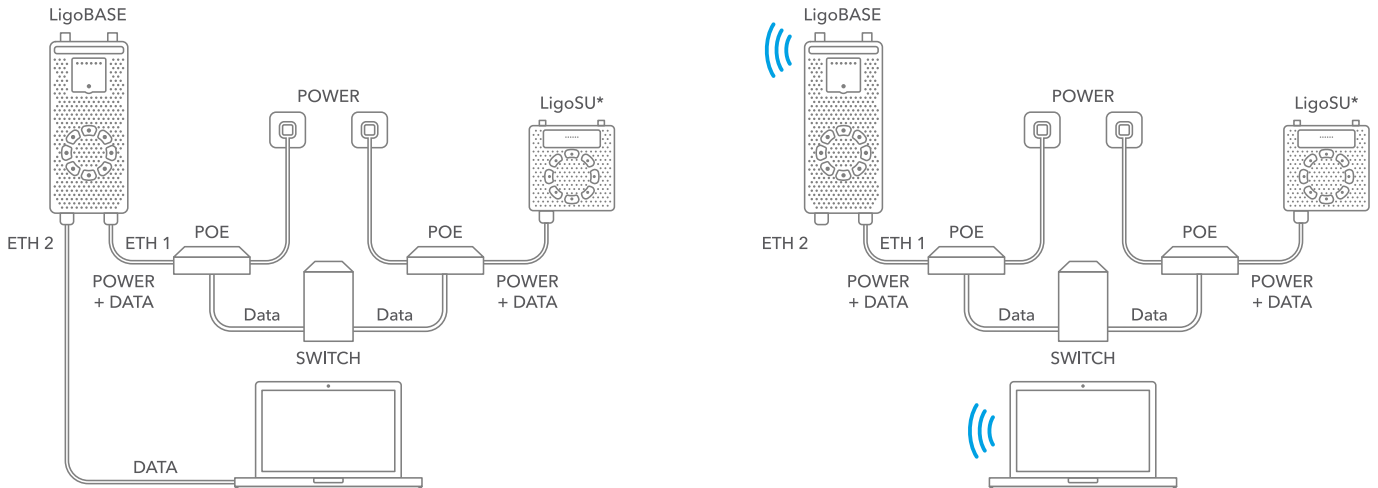 LigoBASE
POWER
LigoSU*
ETH 2
ETH 1
POE
POE
POWER
+ DATA
POWER
+ DATA
Data
Data
SWITCH
DATA
LigoBASE
POWER
LigoSU*
ETH 2
ETH 1
POE
POE
POWER
+ DATA
POWER
+ DATA
Data
Data
SWITCH